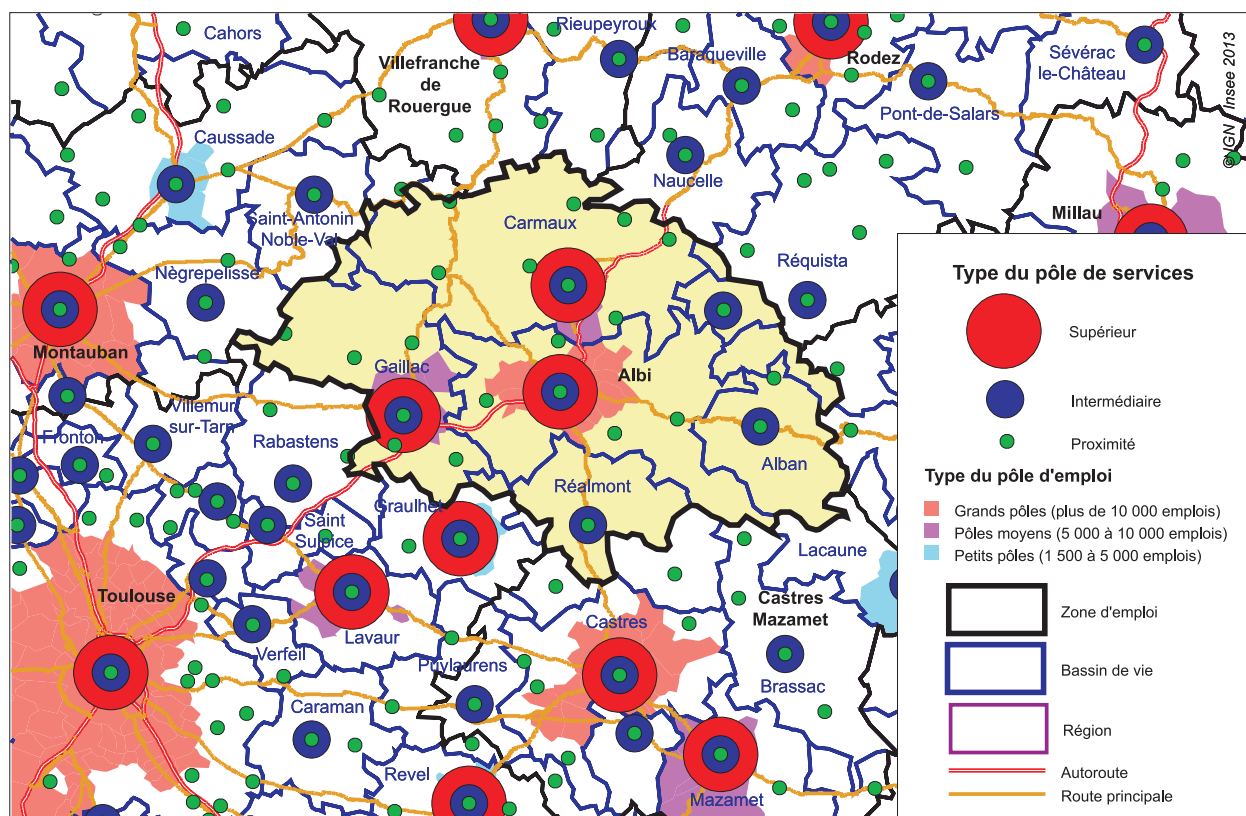 Cahors
Rieupeyroux
Villefranche
de
Rouergue
Baraqueville
Rodez
Sévérac
le-Château
Pont-de-Salars
© IGN / Insee 2013
Caussade
Naucelle
Saint-Antonin
Noble-Val
Carmaux
Millau
Nègrepelisse
Réquista
Montauban
Gaillac
Albi
Villemur
sur-Tarn
Fronton
Rabastens
Alban
Réalmont
Graulhet
Saint
Sulpice
Lacaune
Toulouse
Castres
Mazamet
Castres
Lavaur
Verfeil
Puylaurens
Brassac
Caraman
Revel
Mazamet
Type du pôle de services
Supérieur
Intermédiaire
Proximité
Type du pôle d'emploi
Grands pôles (plus de 10 000 emplois)
Pôles moyens (5 000 à 10 000 emplois)
Petits pôles (1 500 à 5 000 emplois)
Zone d'emploi
Bassin de vie
Région
Autoroute
Route principale